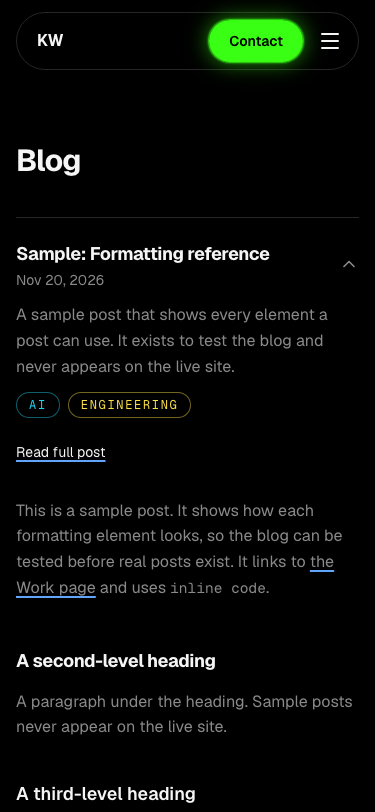 KW
Contact
Blog
Sample: Formatting reference
Nov 20, 2026
A sample post that shows every element a
post can use. It exists to test the blog and
never appears on the live site.
AI
ENGINEERING
Read full post
This is a sample post. It shows how each
formatting element looks, so the blog can be
tested before real posts exist. It links to the
Work page and uses inline code.
A second-level heading
A paragraph under the heading. Sample posts
never appear on the live site.
A third-level heading